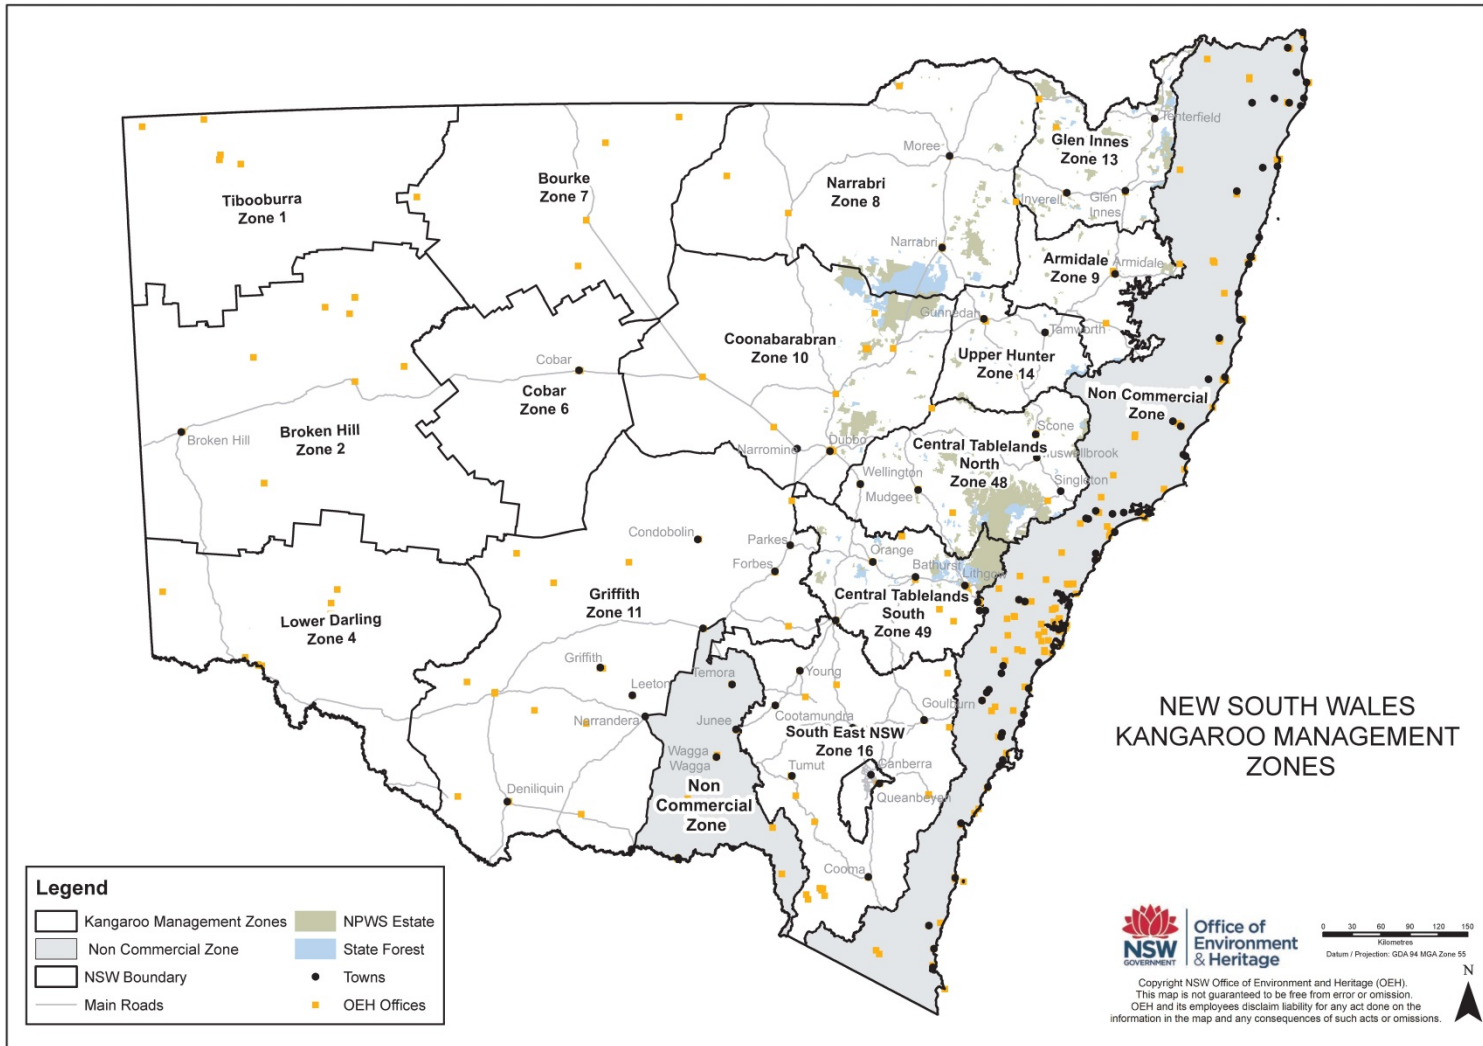 Tenterfield
Glen Innes
Zone 13
Moree
Bourke
Zone 7
Narrabri
Zone 8
Tibooburra
Zone 1
Inverell
Glen
Innes
Narrabri
Armidale
Zone 9
Armidale
Gunnedah
Tamworth
Coonabarabran
Zone 10
Upper Hunter
Zone 14
Cobar
Cobar
Zone 6
Non Commercial
Zone
Broken Hill
Broken Hill
Zone 2
Scone
Narromine
Dubbo
Central Tablelands
North
Zone 48
Muswellbrook
Wellington
Mudgee
Singleton
Condobolin
Parkes
Orange
Forbes
Bathurst
Lithgow
Griffith
Zone 11
Central Tablelands
South
Zone 49
Lower Darling
Zone 4
Griffith
Temora
Young
Leeton
Goulburn
Narrandera
Junee
Cootamundra
South East NSW
Zone 16
Wagga
Wagga
Tumut
Canberra
Queanbeyan
Deniliquin
Non
Commercial
Zone
Cooma
NEW SOUTH WALES
KANGAROO MANAGEMENT
ZONES
Legend
Kangaroo Management Zones
NPWS Estate
Non Commercial Zone
State Forest
NSW Boundary
Towns
Main Roads
OEH Offices
NSW
GOVERNMENT
Office of
Environment
& Heritage
0 30 60 90 120 150
Kilometres
Datum / Projection: GDA 94 MGA Zone 55
N
Copyright NSW Office of Environment and Heritage (OEH).
This map is not guaranteed to be free from error or omission.
OEH and its employees disclaim liability for any act done on the
information in the map and any consequences of such acts or omissions.